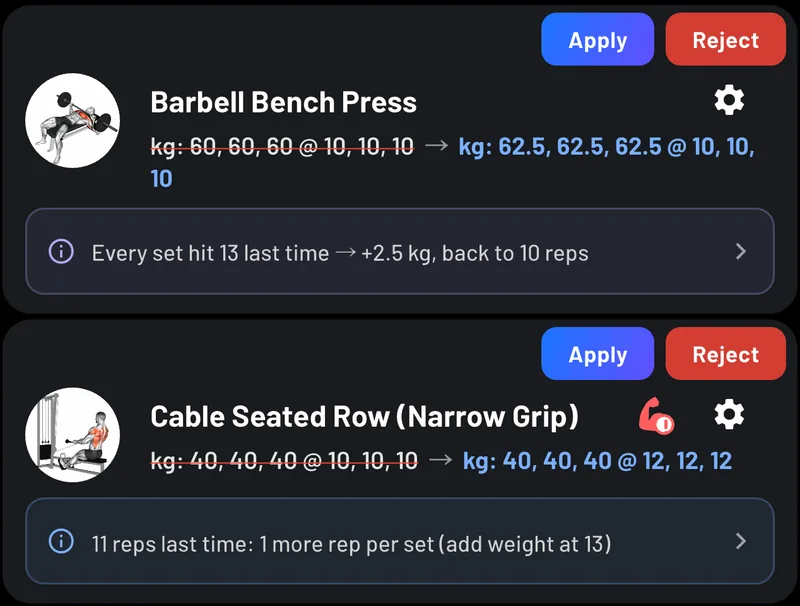 Apply
Reject
Barbell Bench Press
kg: 60, 60, 60 @ 10, 10, 10 → kg: 62.5, 62.5, 62.5 @ 10, 10,
10
Every set hit 13 last time → +2.5 kg, back to 10 reps
Apply
Reject
Cable Seated Row (Narrow Grip)
kg: 40, 40, 40 @ 10, 10, 10 → kg: 40, 40, 40 @ 12, 12, 12
11 reps last time: 1 more rep per set (add weight at 13)